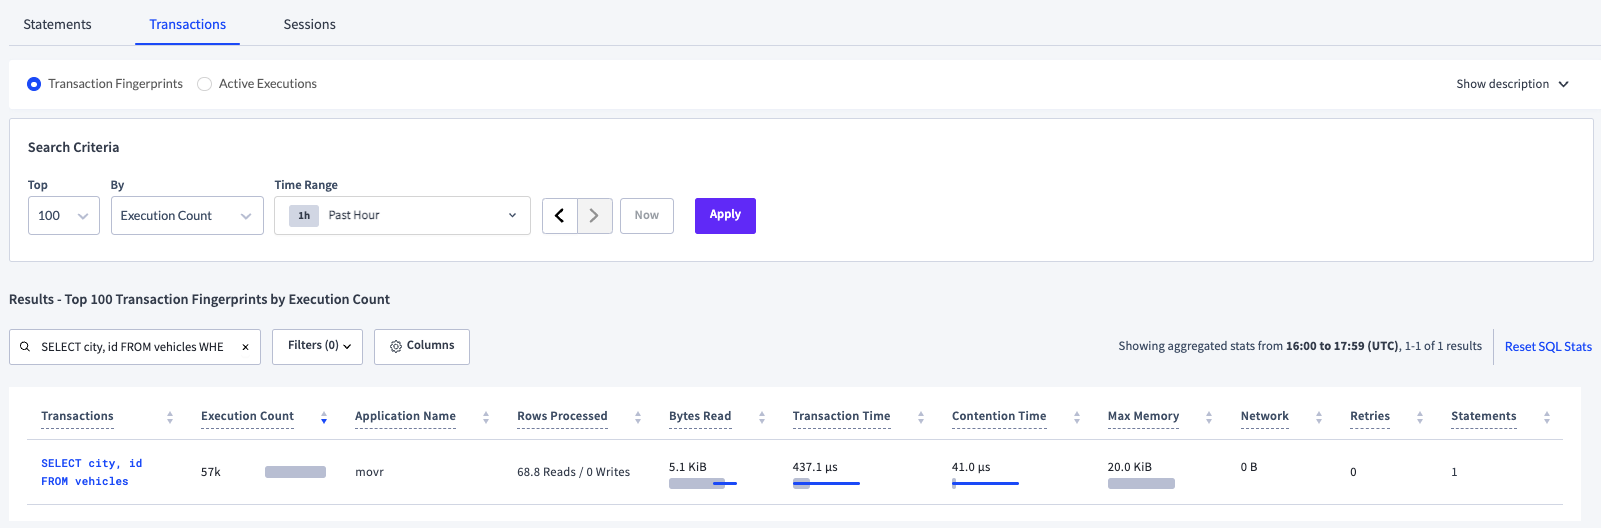 Statements Transactions Sessions
Transaction Fingerprints Active Executions Show description
Search Criteria
Top By Time Range
100 Execution Count 1h Past Hour Now Apply
Results - Top 100 Transaction Fingerprints by Execution Count
SELECT city, id FROM vehicles WHE × Filters (0) Columns Showing aggregated stats from 16:00 to 17:59 (UTC), 1-1 of 1 results Reset SQL Stats
Transactions Execution Count Application Name Rows Processed Bytes Read Transaction Time Contention Time Max Memory Network Retries Statements
SELECT city, id
FROM vehicles
57k movr 68.8 Reads / 0 Writes 5.1 KiB 437.1 µs 41.0 µs 20.0 KiB 0 B 0 1